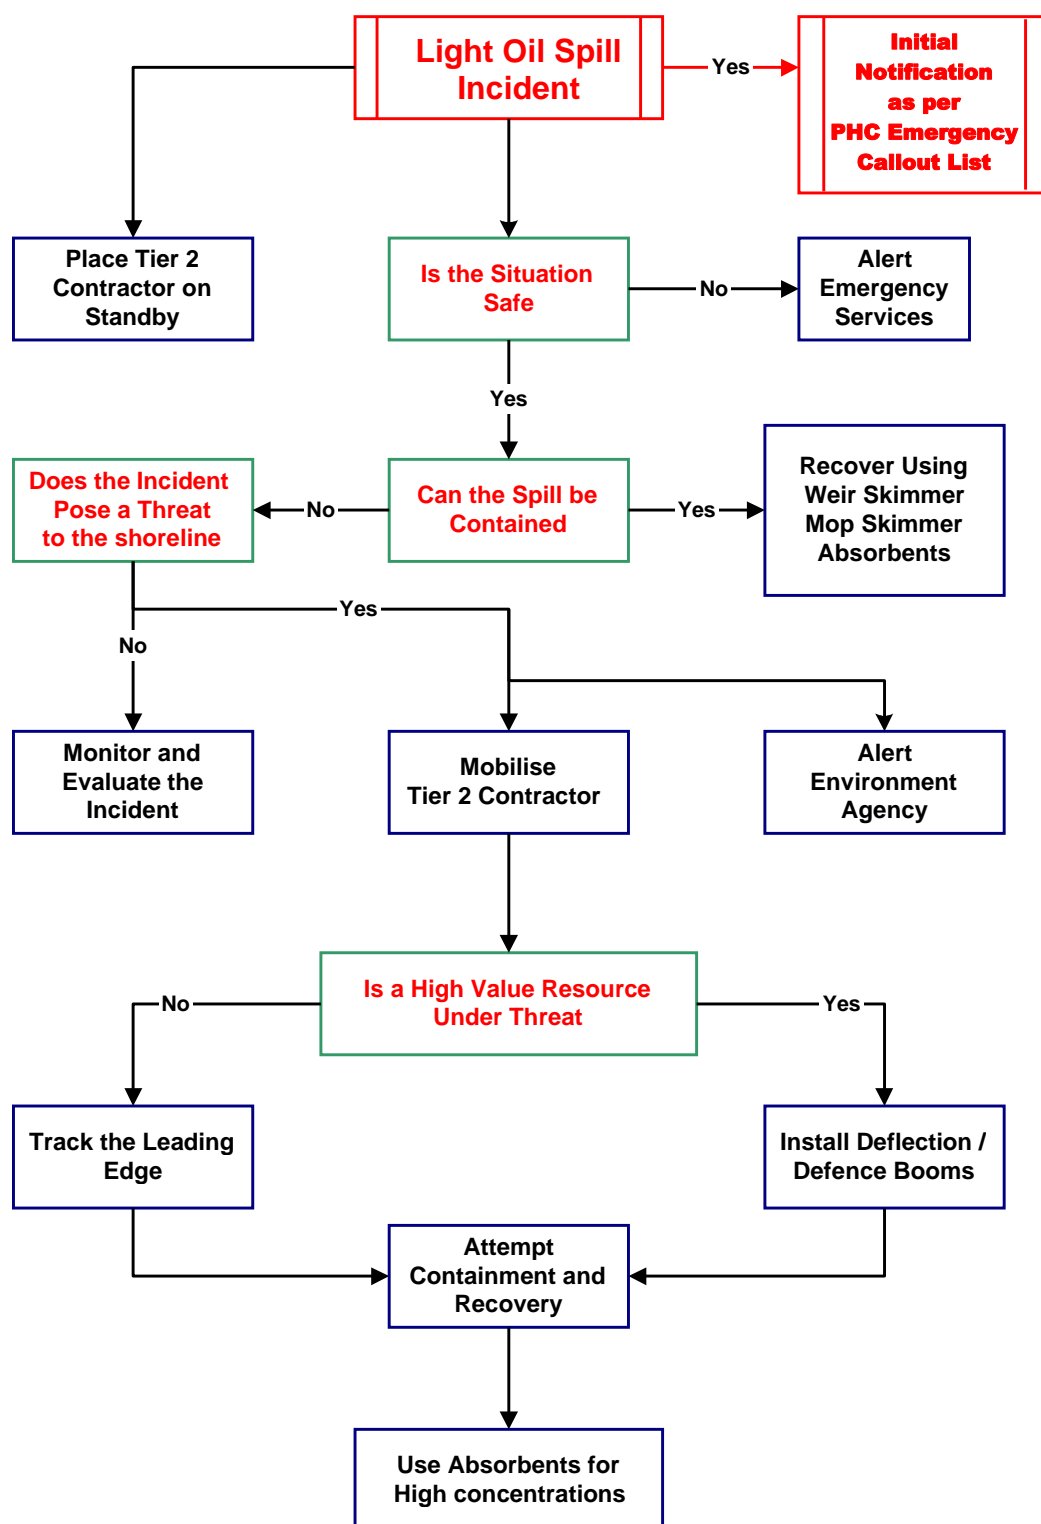 Light Oil Spill
Incident
Yes
Initial
Notification
as per
PHC Emergency
Callout List
Place Tier 2
Contractor on
Standby
Is the Situation
Safe
No
Alert
Emergency
Services
Yes
Does the Incident
Pose a Threat
to the shoreline
No
Can the Spill be
Contained
Yes
Recover Using
Weir Skimmer
Mop Skimmer
Absorbents
Yes
No
Monitor and
Evaluate the
Incident
Mobilise
Tier 2 Contractor
Alert
Environment
Agency
No
Is a High Value Resource
Under Threat
Yes
Track the Leading
Edge
Install Deflection /
Defence Booms
Attempt
Containment and
Recovery
Use Absorbents for
High concentrations